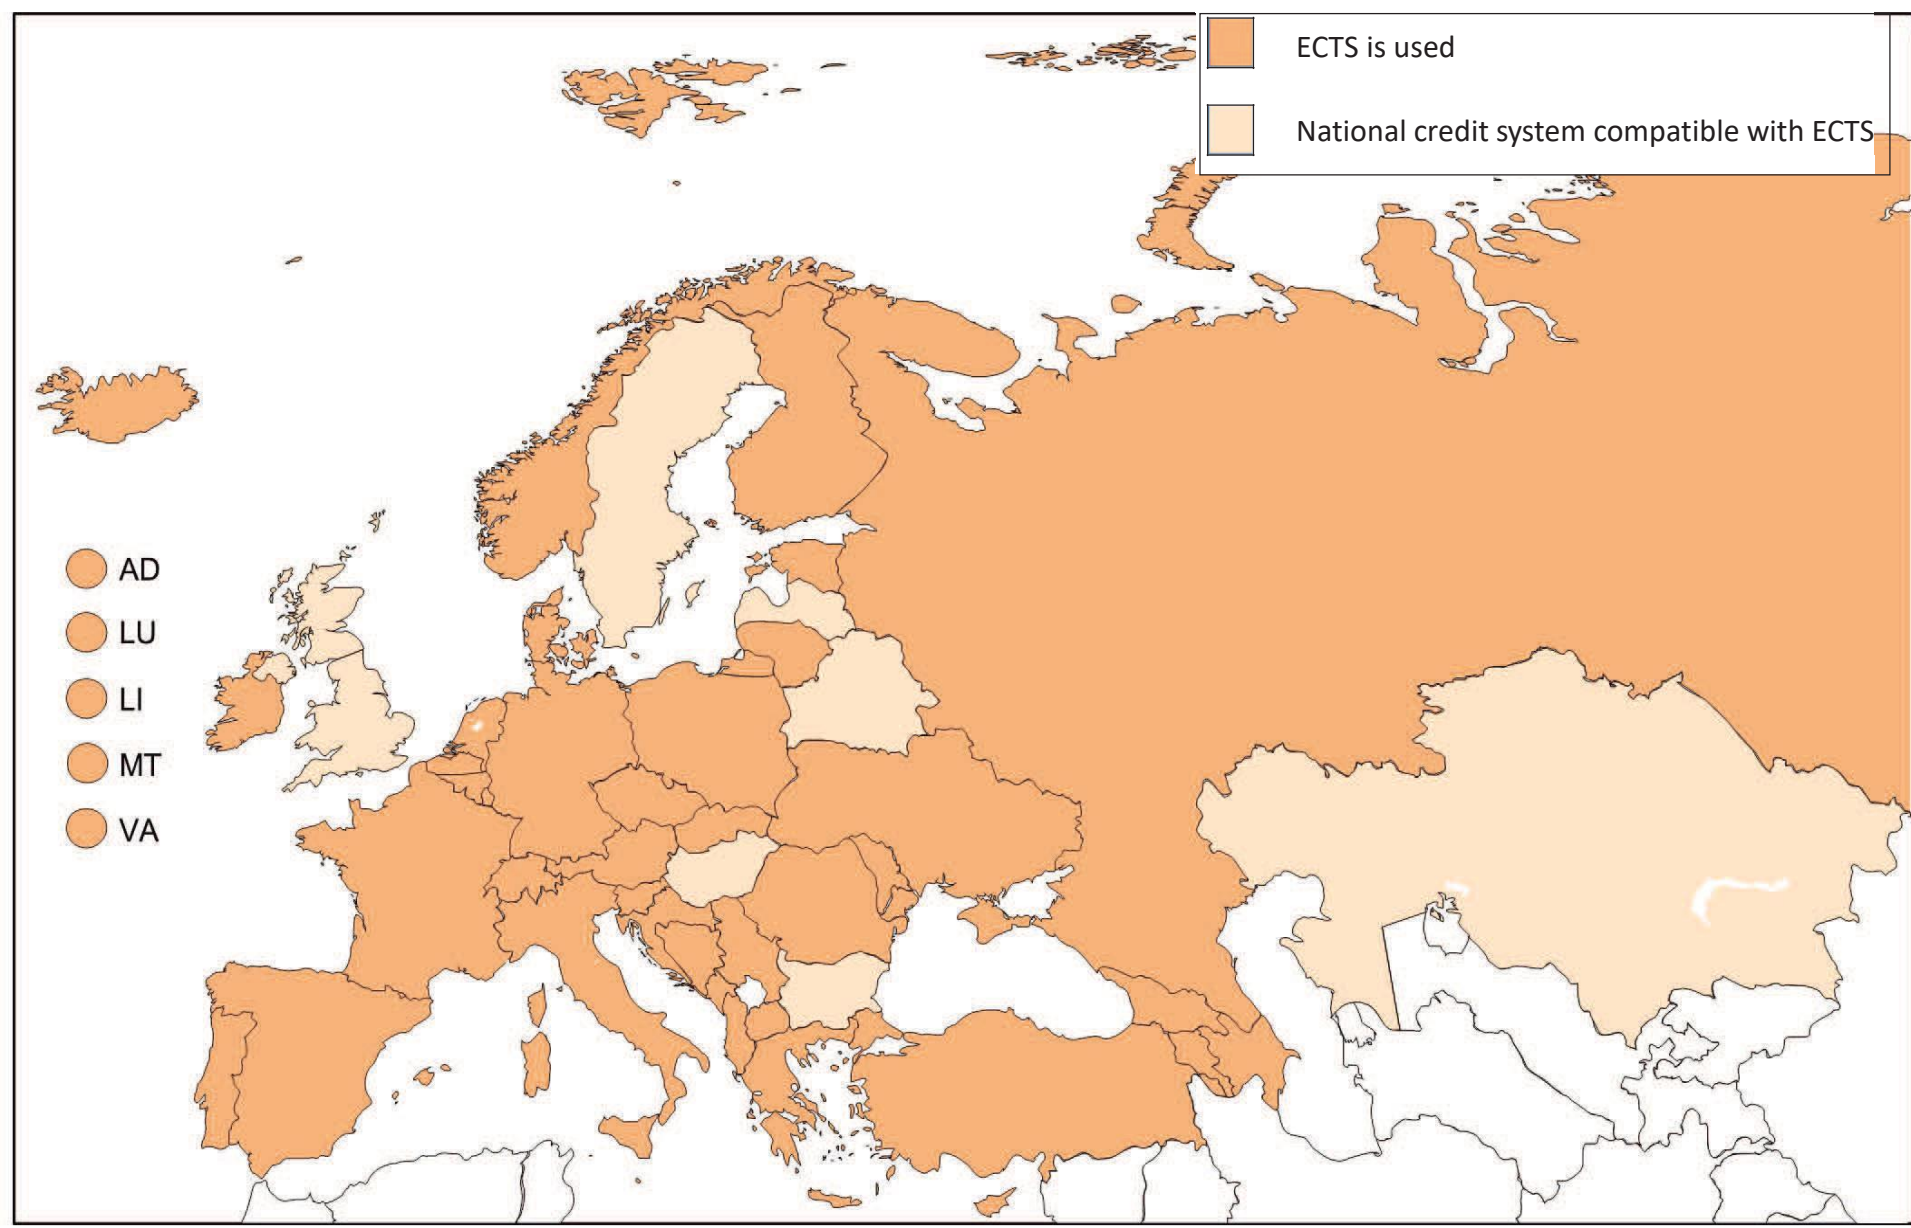 ECTS is used
National credit system compatible with ECTS
AD
LU
LI
MT
VA